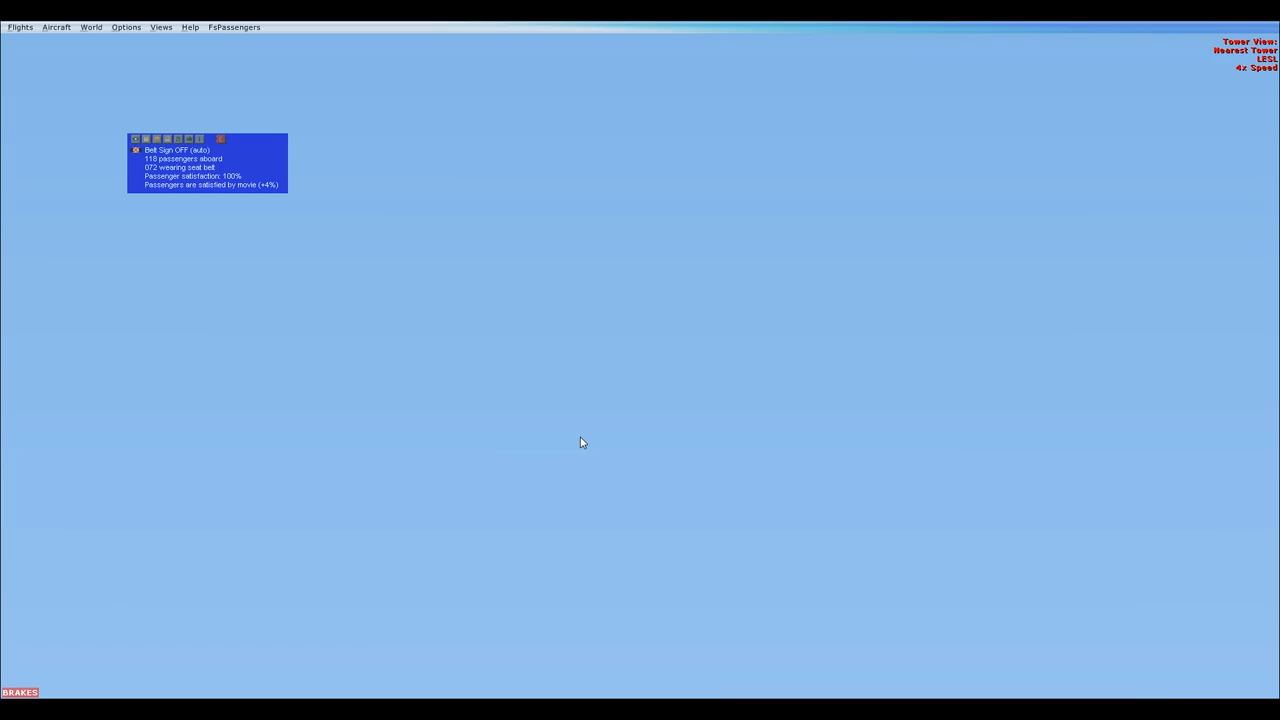 Flights Aircraft World Options Views Help FsPassengers
Tower View:
Nearest Tower
LESL
4x Speed
Belt Sign OFF (auto)
118 passengers aboard
072 wearing seat belt
Passenger satisfaction: 100%
Passengers are satisfied by movie (+4%)
BRAKES